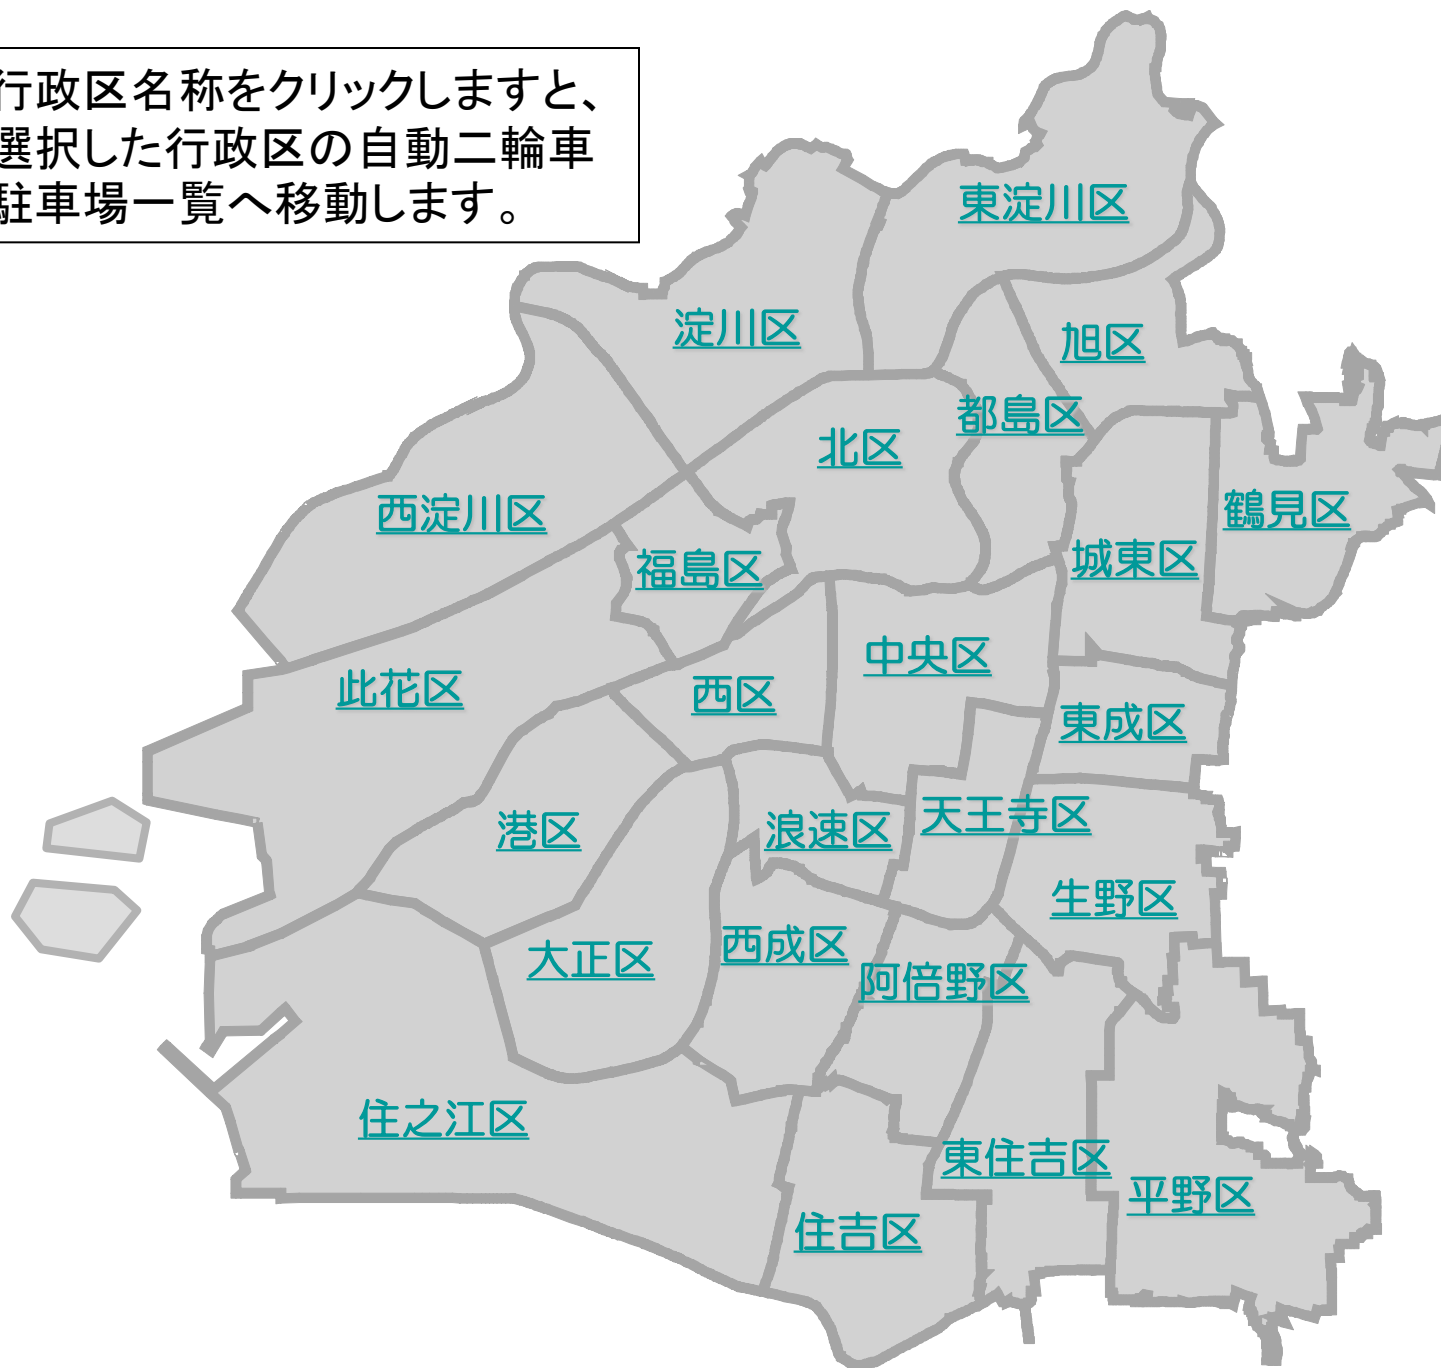 行政区名称をクリックしますと、
選択した行政区の自動二輪車
駐車場一覧へ移動します。
東淀川区
淀川区
旭区
都島区
北区
西淀川区
鶴見区
城東区
福島区
中央区
此花区
西区
東成区
天王寺区
港区
浪速区
生野区
西成区
大正区
阿倍野区
住之江区
東住吉区
平野区
住吉区